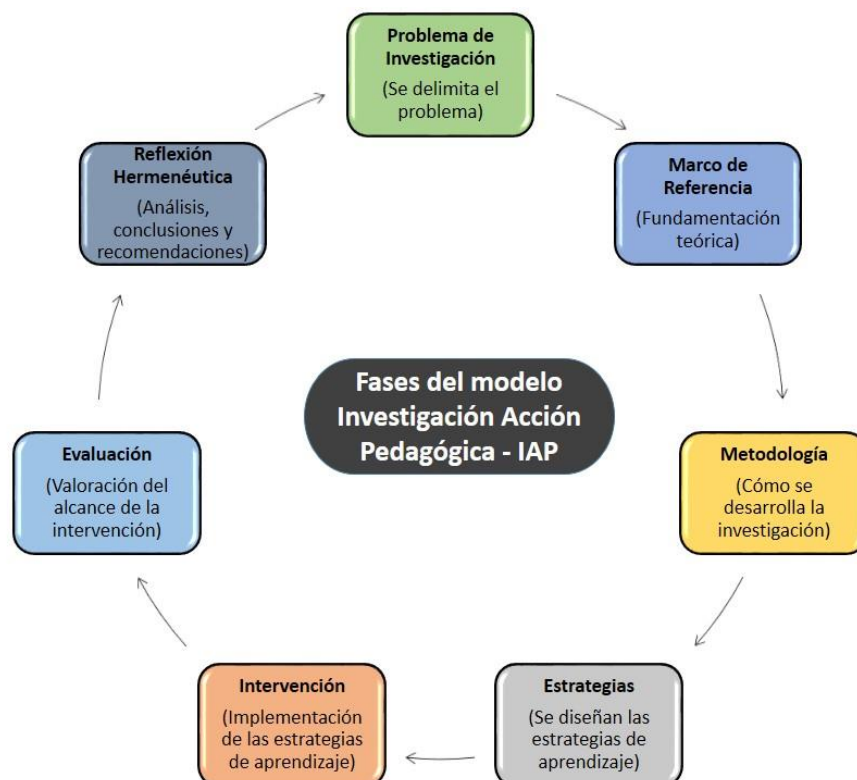 Problema de
Investigación
(Se delimita el
problema)
Marco de
Referencia
(Fundamentación
teórica)
Metodología
(Cómo se
desarrolla la
investigación)
Estrategias
(Se diseñan las
estrategias de
aprendizaje)
Intervención
(Implementación
de las estrategias
de aprendizaje)
Evaluación
(Valoración del
alcance de la
intervención)
Reflexión
Hermenéutica
(Análisis,
conclusiones y
recomendaciones)
Fases del modelo
Investigación Acción
Pedagógica - IAP